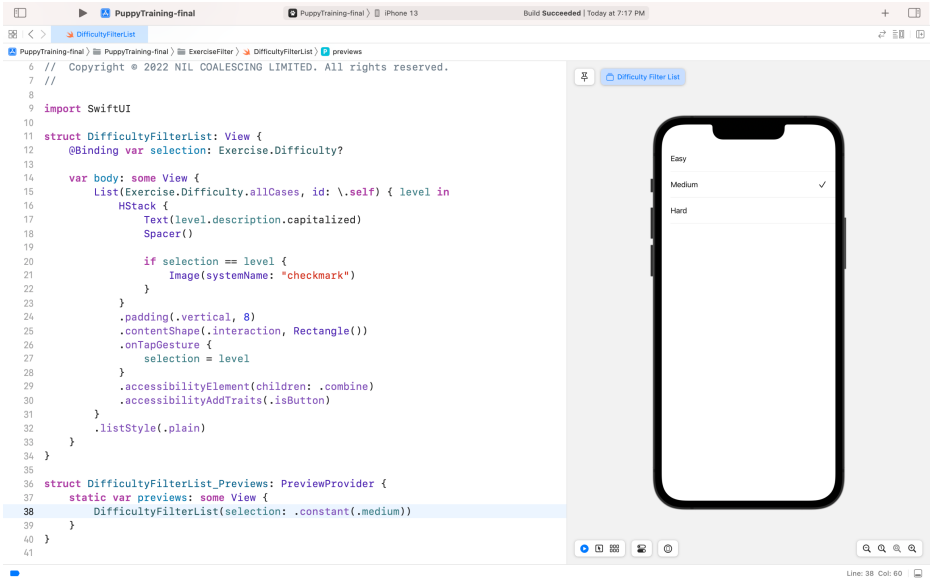 PuppyTraining-final
PuppyTraining-final 〉 iPhone 13
Build Succeeded | Today at 7:17 PM
DifficultyFilterList
PuppyTraining-final 〉 PuppyTraining-final 〉 ExerciseFilter 〉 DifficultyFilterList 〉 P previews
6 //  Copyright © 2022 NIL COALESCING LIMITED. All rights reserved.
7 //
8
9 import SwiftUI
10
11 struct DifficultyFilterList: View {
12     @Binding var selection: Exercise.Difficulty?
13
14     var body: some View {
15         List(Exercise.Difficulty.allCases, id: \.self) { level in
16             HStack {
17                 Text(level.description.capitalized)
18                 Spacer()
19
20                 if selection == level {
21                     Image(systemName: "checkmark")
22                 }
23             }
24             .padding(.vertical, 8)
25             .contentShape(.interaction, Rectangle())
26             .onTapGesture {
27                 selection = level
28             }
29             .accessibilityElement(children: .combine)
30             .accessibilityAddTraits(.isButton)
31         }
32         .listStyle(.plain)
33     }
34 }
35
36 struct DifficultyFilterList_Previews: PreviewProvider {
37     static var previews: some View {
38         DifficultyFilterList(selection: .constant(.medium))
39     }
40 }
41
Difficulty Filter List
Easy
Medium
Hard
Line: 38 Col: 60